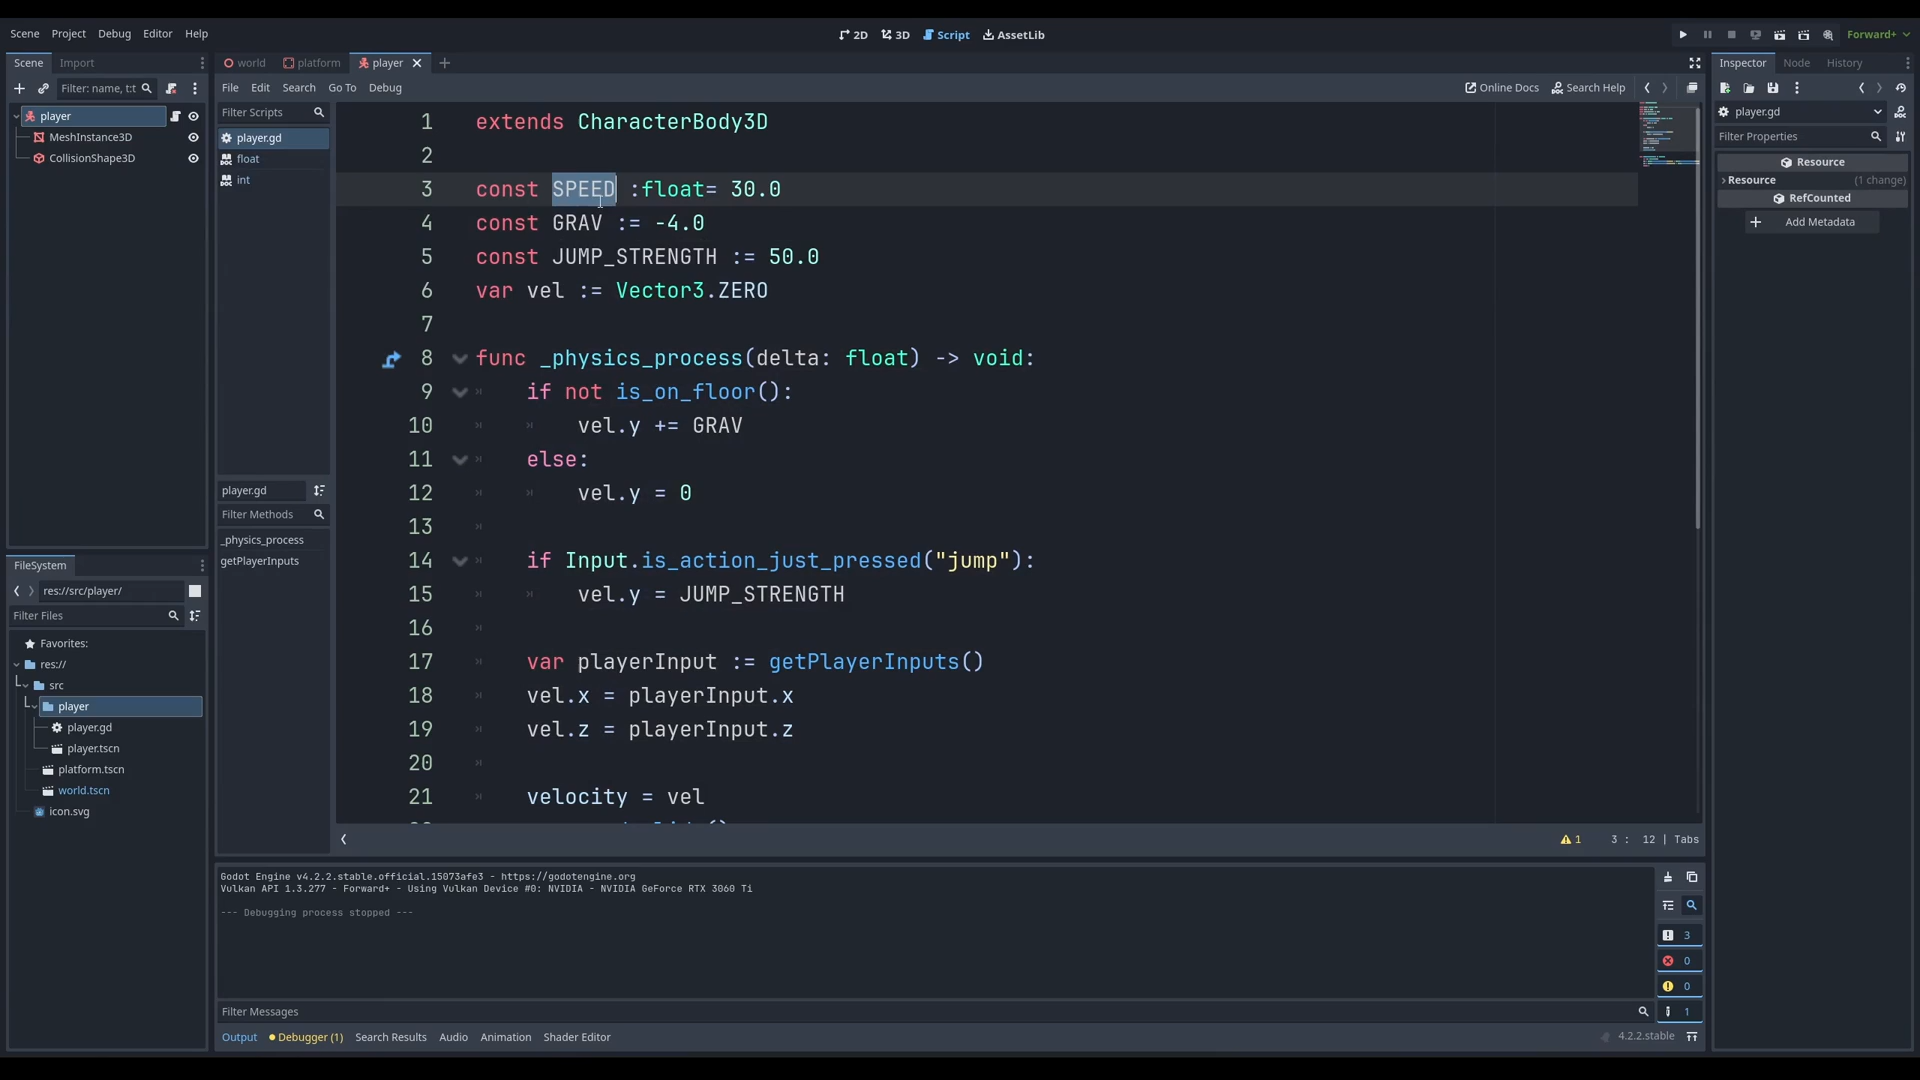 Scene Project Debug Editor Help
2D 3D Script AssetLib
Forward+
Scene Import
Filter: name, t:t
player
MeshInstance3D
CollisionShape3D
FileSystem
res://src/player/
Filter Files
Favorites:
res://
src
player
player.gd
player.tscn
platform.tscn
world.tscn
icon.svg
world platform player
File Edit Search Go To Debug
Online Docs Search Help
Filter Scripts
player.gd
float
int
player.gd
Filter Methods
_physics_process
getPlayerInputs
1 extends CharacterBody3D
2
3 const SPEED :float= 30.0
4 const GRAV := -4.0
5 const JUMP_STRENGTH := 50.0
6 var vel := Vector3.ZERO
7
8 func _physics_process(delta: float) -> void:
9 if not is_on_floor():
10 vel.y += GRAV
11 else:
12 vel.y = 0
13
14 if Input.is_action_just_pressed("jump"):
15 vel.y = JUMP_STRENGTH
16
17 var playerInput := getPlayerInputs()
18 vel.x = playerInput.x
19 vel.z = playerInput.z
20
21 velocity = vel
1 3 : 12 | Tabs
Godot Engine v4.2.2.stable.official.15073afe3 - https://godotengine.org
Vulkan API 1.3.277 - Forward+ - Using Vulkan Device #0: NVIDIA - NVIDIA GeForce RTX 3060 Ti
--- Debugging process stopped ---
3
0
0
1
Filter Messages
Output Debugger (1) Search Results Audio Animation Shader Editor
4.2.2.stable
Inspector Node History
player.gd
Filter Properties
Resource
Resource (1 change)
RefCounted
Add Metadata